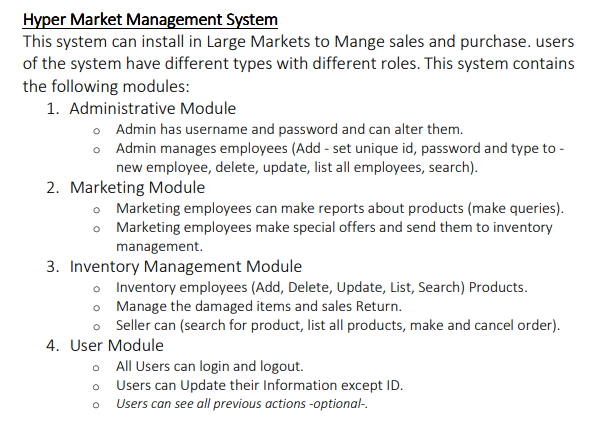 Hyper Market Management System
This system can install in Large Markets to Mange sales and purchase. users
of the system have different types with different roles. This system contains
the following modules:
1. Administrative Module
o Admin has username and password and can alter them.
o Admin manages employees (Add - set unique id, password and type to -
new employee, delete, update, list all employees, search).
2. Marketing Module
o Marketing employees can make reports about products (make queries).
o Marketing employees make special offers and send them to inventory
management.
3. Inventory Management Module
o Inventory employees (Add, Delete, Update, List, Search) Products.
o Manage the damaged items and sales Return.
o Seller can (search for product, list all products, make and cancel order).
4. User Module
o All Users can login and logout.
o Users can Update their Information except ID.
o Users can see all previous actions -optional-.